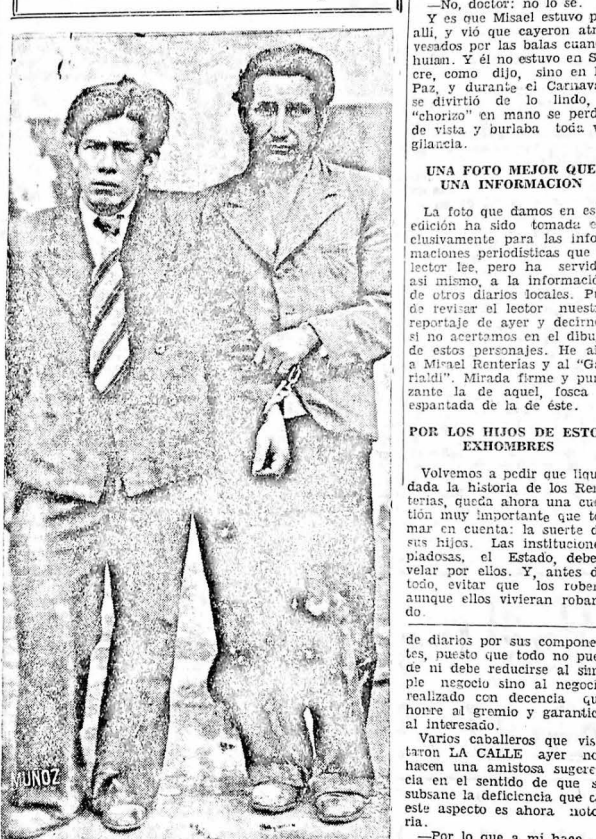 —No, doctor: no lo sé.
Y es que Misael estuvo p
allí, y vió que cayeron atr
vesados por las balas cuan
huian. Y él no estuvo en S
cre, como dijo, sino en l
Paz, y durante el Carnava
se divirtió de lo lindo,
"chorizo" en mano se perd
de vista y burlaba toda v
gilancia.
UNA FOTO MEJOR QUE
UNA INFORMACION
La foto que damos en es
edición ha sido tomada e
clusivamente para las info
maciones periodísticas que
lector lee, pero ha servid
asi mismo, a la informació
de otros diarios locales. Pu
de revisar el lector nuestr
reportaje de ayer y decirno
si no acertamos en el dibu
de estos personajes. He a
a Misael Renterías y al "Ga
rialdi". Mirada firme y pun
zante la de aquel, fosca
espantada de la de éste.
POR LOS HIJOS DE ESTO
EXHOMBRES
Volvemos a pedir que liqu
dada la historia de los Ren
terías, queda ahora una cue
tión muy importante que to
mar en cuenta: la suerte d
sus hijos. Las institucione
piadosas, el Estado, debe
velar por ellos. Y, antes d
todo, evitar que los robe
aunque ellos vivieran roban
do.
de diarios por sus compone
tes, puesto que todo no pue
de ni debe reducirse al sim
ple negocio sino al negoci
realizado con decencia qu
honre al gremio y garantic
al interesado.
Varios caballeros que visi
taron LA CALLE ayer no
hacen una amistosa sugere
cia en el sentido de que s
subsane la deficiencia que e
este aspecto es ahora noto
ria.
—Por lo que a mi hace
MUÑOZ